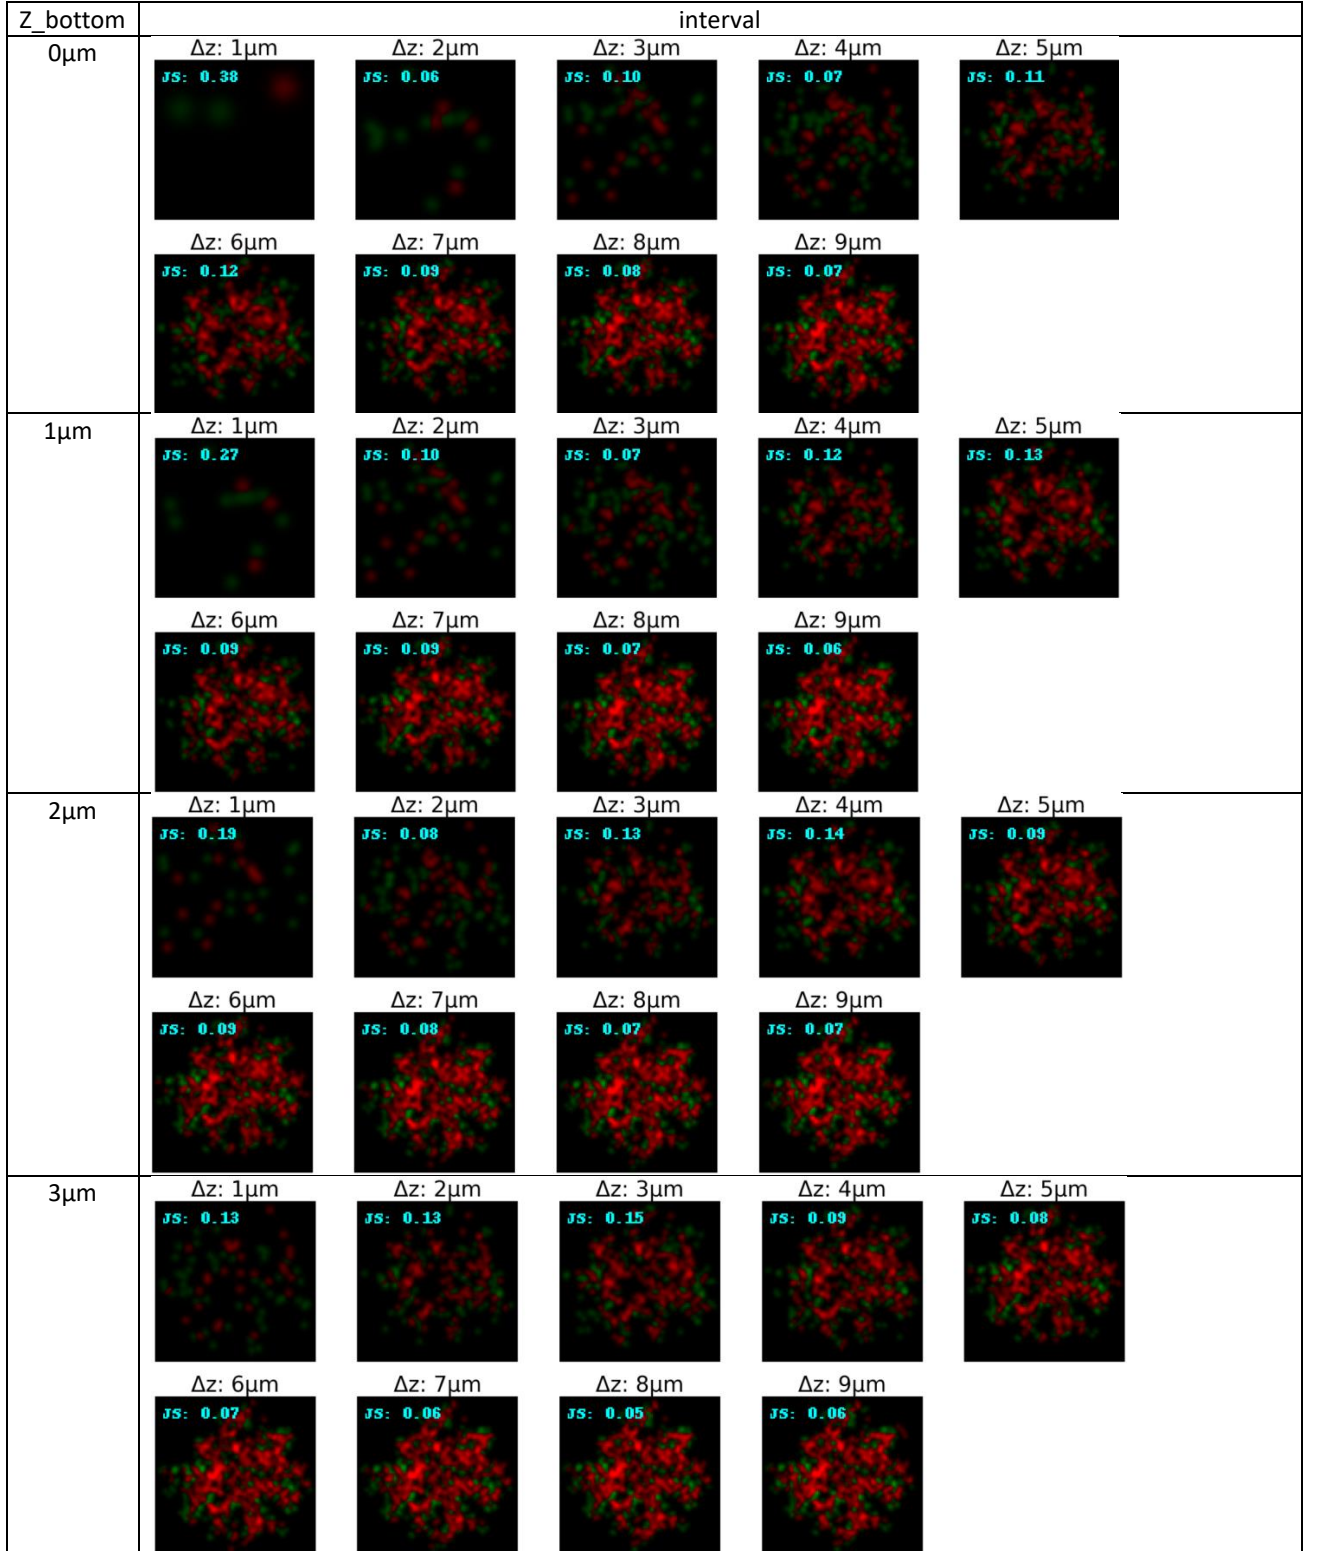 Z_bottom interval
0μm Δz: 1μm Δz: 2μm Δz: 3μm Δz: 4μm Δz: 5μm
JS: 0.38 JS: 0.06 JS: 0.10 JS: 0.07 JS: 0.11
Δz: 6μm Δz: 7μm Δz: 8μm Δz: 9μm
JS: 0.12 JS: 0.09 JS: 0.08 JS: 0.07
1μm Δz: 1μm Δz: 2μm Δz: 3μm Δz: 4μm Δz: 5μm
JS: 0.27 JS: 0.10 JS: 0.07 JS: 0.12 JS: 0.13
Δz: 6μm Δz: 7μm Δz: 8μm Δz: 9μm
JS: 0.09 JS: 0.09 JS: 0.07 JS: 0.06
2μm Δz: 1μm Δz: 2μm Δz: 3μm Δz: 4μm Δz: 5μm
JS: 0.19 JS: 0.08 JS: 0.13 JS: 0.14 JS: 0.09
Δz: 6μm Δz: 7μm Δz: 8μm Δz: 9μm
JS: 0.09 JS: 0.08 JS: 0.07 JS: 0.07
3μm Δz: 1μm Δz: 2μm Δz: 3μm Δz: 4μm Δz: 5μm
JS: 0.13 JS: 0.13 JS: 0.15 JS: 0.09 JS: 0.08
Δz: 6μm Δz: 7μm Δz: 8μm Δz: 9μm
JS: 0.07 JS: 0.06 JS: 0.05 JS: 0.06